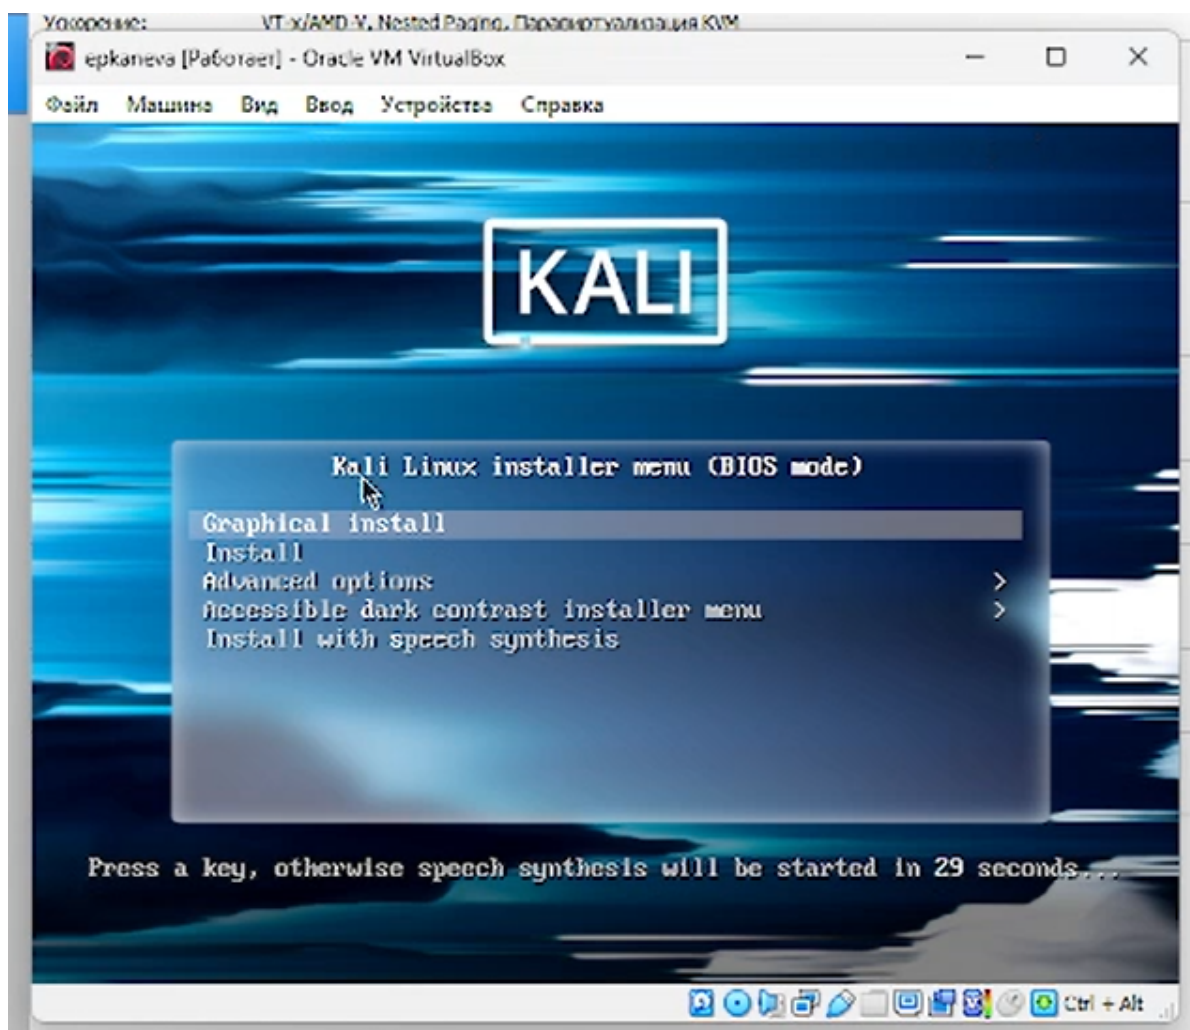 Ускорение: VT-x/AMD-V, Nested Paging, Паравиртуализация KVM
epkaneva [Работает] - Oracle VM VirtualBox
Файл Машина Вид Ввод Устройства Справка
KALI
Kali Linux installer menu (BIOS mode)
Graphical install
Install
Advanced options >
Accessible dark contrast installer menu >
Install with speech synthesis
Press a key, otherwise speech synthesis will be started in 29 seconds...
Ctrl + Alt